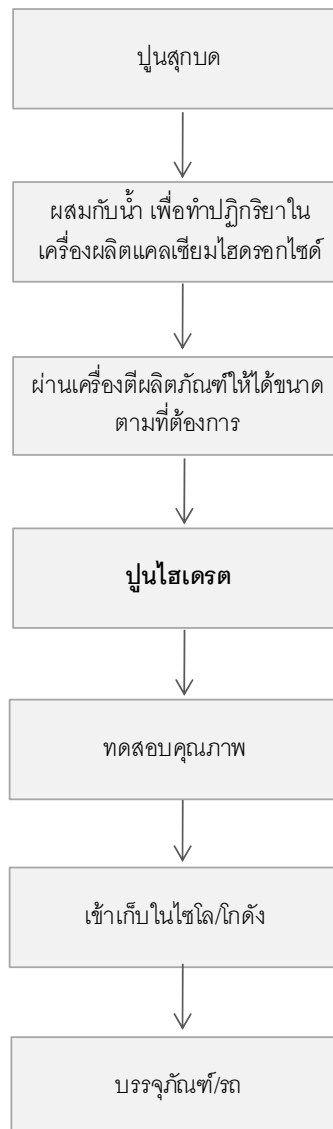 ปูนสุกบด
ผสมกับน้ำ เพื่อทำปฏิกริยาใน
เครื่องผลิตแคลเซียมไฮดรอกไซด์
ผ่านเครื่องตีผลิตภัณฑ์ให้ได้ขนาด
ตามที่ต้องการ
ปูนไฮเดรต
ทดสอบคุณภาพ
เข้าเก็บในไซโล/โกดัง
บรรจุภัณฑ์/รถ